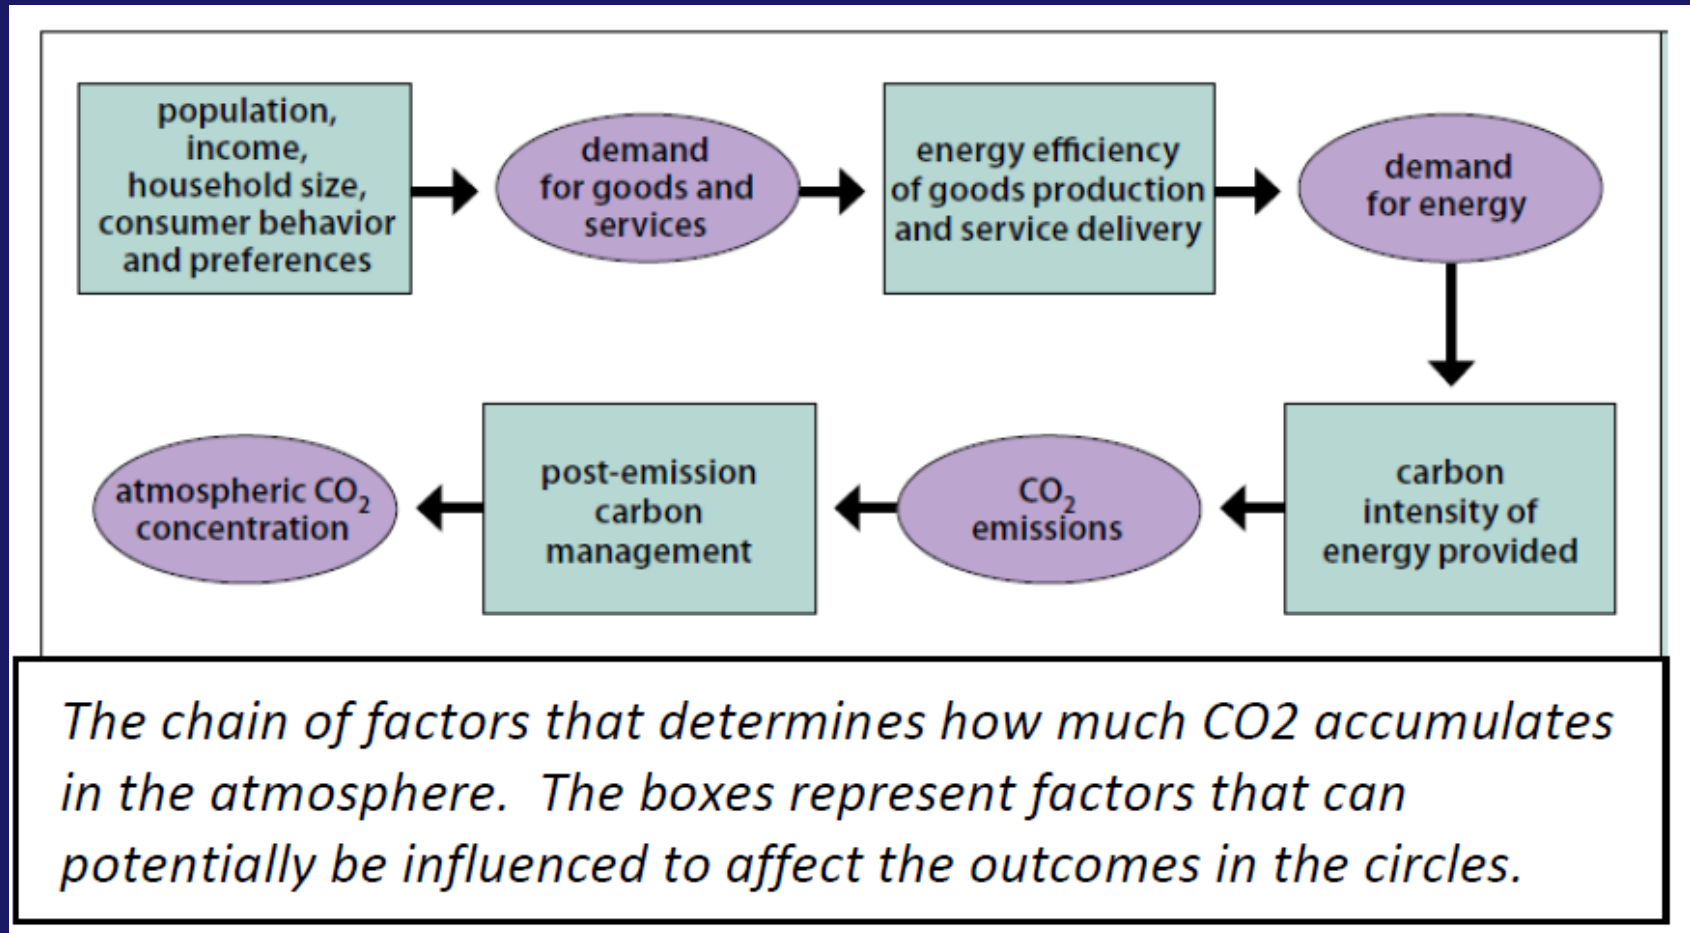 population,
income,
household size,
consumer behavior
and preferences
demand
for goods and
services
energy efficiency
of goods production
and service delivery
demand
for energy
carbon
intensity of
energy provided
CO₂
emissions
post-emission
carbon
management
atmospheric CO₂
concentration
The chain of factors that determines how much CO2 accumulates
in the atmosphere.  The boxes represent factors that can
potentially be influenced to affect the outcomes in the circles.